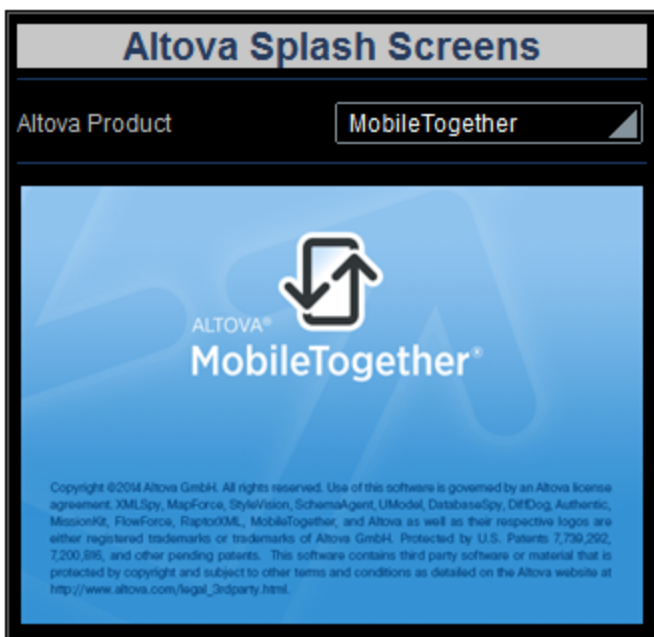 Altova Splash Screens
Altova Product
MobileTogether
ALTOVA®
MobileTogether®
Copyright ©2014 Altova GmbH. All rights reserved. Use of this software is governed by an Altova license
agreement. XMLSpy, MapForce, StyleVision, SchemaAgent, UModel, DatabaseSpy, DiffDog, Authentic,
MissionKit, FlowForce, RaptorXML, MobileTogether, and Altova as well as their respective logos are
either registered trademarks or trademarks of Altova GmbH. Protected by U.S. Patents 7,739,292,
7,200,816, and other pending patents. This software contains third party software or material that is
protected by copyright and subject to other terms and conditions as detailed on the Altova website at
http://www.altova.com/legal_3rdparty.html.